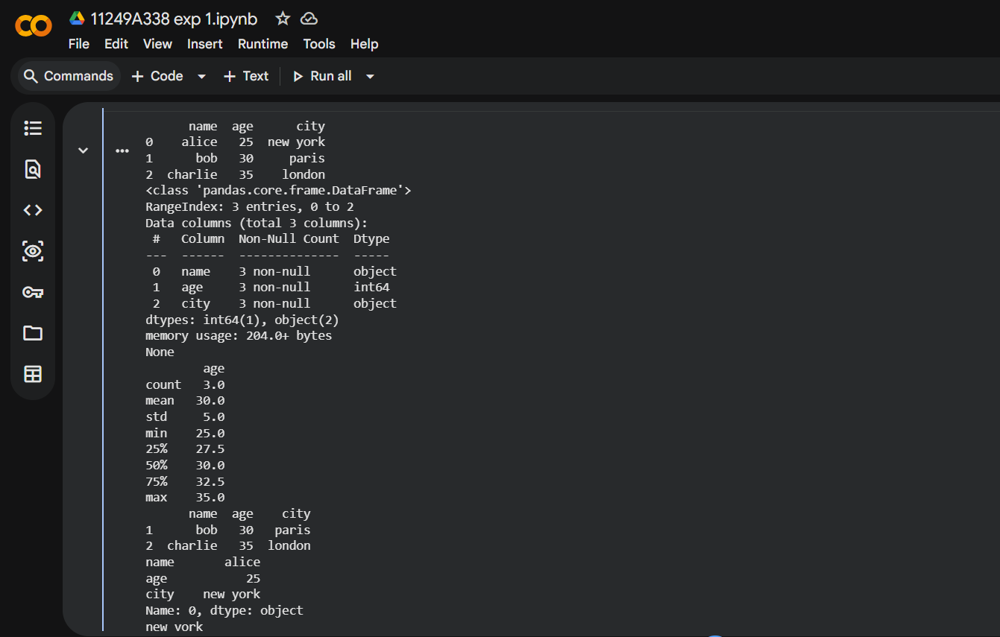 11249A338 exp 1.ipynb
File Edit View Insert Runtime Tools Help
Commands + Code + Text Run all
      name  age      city
0    alice   25  new york
1      bob   30     paris
2  charlie   35    london
<class 'pandas.core.frame.DataFrame'>
RangeIndex: 3 entries, 0 to 2
Data columns (total 3 columns):
 #   Column  Non-Null Count  Dtype
---  ------  --------------  -----
 0   name    3 non-null      object
 1   age     3 non-null      int64
 2   city    3 non-null      object
dtypes: int64(1), object(2)
memory usage: 204.0+ bytes
None
        age
count   3.0
mean   30.0
std     5.0
min    25.0
25%    27.5
50%    30.0
75%    32.5
max    35.0
      name  age    city
1      bob   30   paris
2  charlie   35  london
name       alice
age           25
city    new york
Name: 0, dtype: object
new york